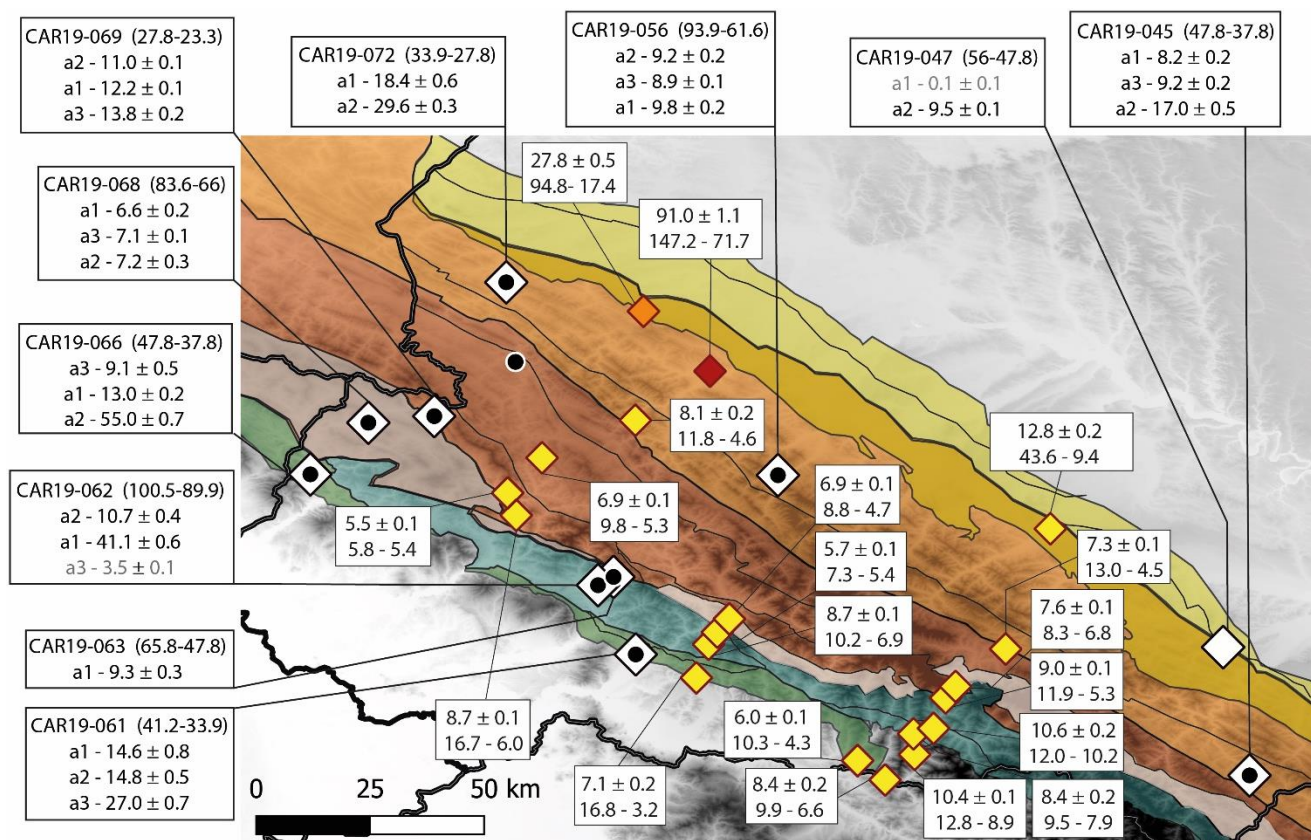 CAR19-069 (27.8-23.3)
a2 - 11.0 ± 0.1
a1 - 12.2 ± 0.1
a3 - 13.8 ± 0.2
CAR19-072 (33.9-27.8)
a1 - 18.4 ± 0.6
a2 - 29.6 ± 0.3
CAR19-056 (93.9-61.6)
a2 - 9.2 ± 0.2
a3 - 8.9 ± 0.1
a1 - 9.8 ± 0.2
CAR19-047 (56-47.8)
a1 - 0.1 ± 0.1
a2 - 9.5 ± 0.1
CAR19-045 (47.8-37.8)
a1 - 8.2 ± 0.2
a3 - 9.2 ± 0.2
a2 - 17.0 ± 0.5
CAR19-068 (83.6-66)
a1 - 6.6 ± 0.2
a3 - 7.1 ± 0.1
a2 - 7.2 ± 0.3
CAR19-066 (47.8-37.8)
a3 - 9.1 ± 0.5
a1 - 13.0 ± 0.2
a2 - 55.0 ± 0.7
CAR19-062 (100.5-89.9)
a2 - 10.7 ± 0.4
a1 - 41.1 ± 0.6
a3 - 3.5 ± 0.1
CAR19-063 (65.8-47.8)
a1 - 9.3 ± 0.3
CAR19-061 (41.2-33.9)
a1 - 14.6 ± 0.8
a2 - 14.8 ± 0.5
a3 - 27.0 ± 0.7
27.8 ± 0.5
94.8- 17.4
91.0 ± 1.1
147.2 - 71.7
8.1 ± 0.2
11.8 - 4.6
12.8 ± 0.2
43.6 - 9.4
6.9 ± 0.1
9.8 - 5.3
6.9 ± 0.1
8.8 - 4.7
5.5 ± 0.1
5.8 - 5.4
5.7 ± 0.1
7.3 - 5.4
7.3 ± 0.1
13.0 - 4.5
8.7 ± 0.1
10.2 - 6.9
7.6 ± 0.1
8.3 - 6.8
9.0 ± 0.1
11.9 - 5.3
8.7 ± 0.1
16.7 - 6.0
6.0 ± 0.1
10.3 - 4.3
10.6 ± 0.2
12.0 - 10.2
7.1 ± 0.2
16.8 - 3.2
8.4 ± 0.2
9.9 - 6.6
10.4 ± 0.1
12.8 - 8.9
8.4 ± 0.2
9.5 - 7.9
0 25 50 km